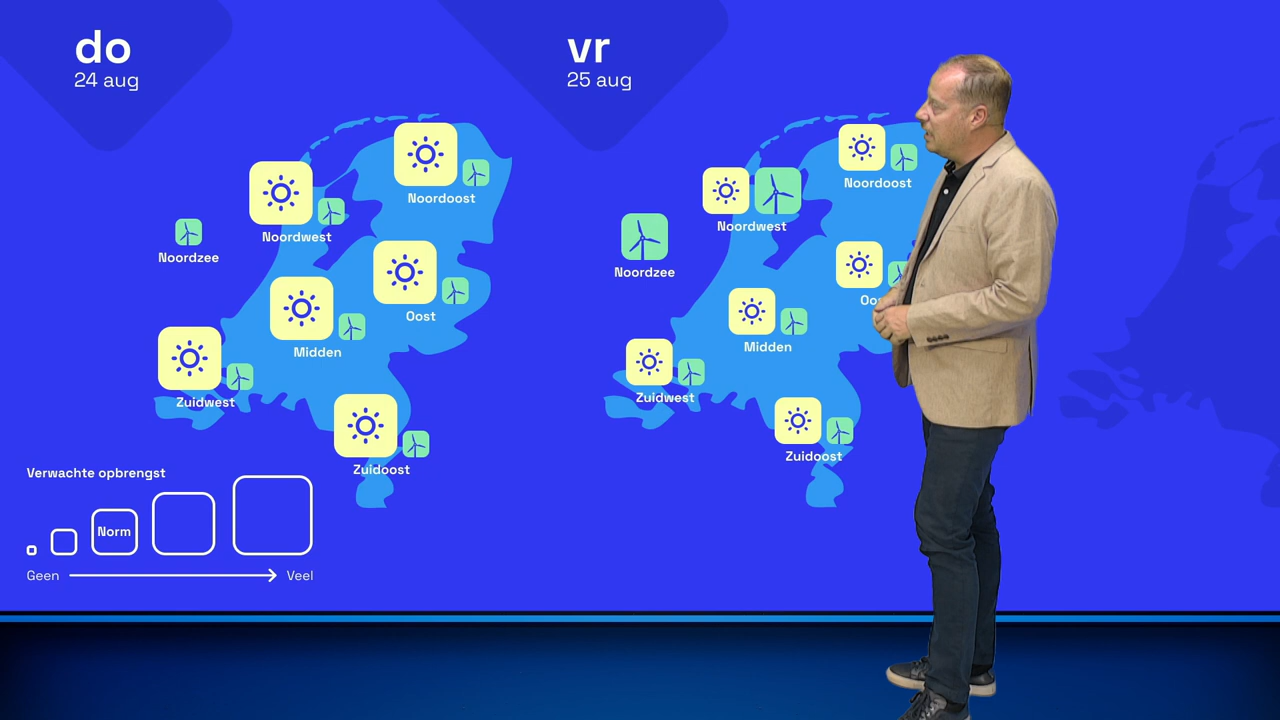 do
24 aug
Noordoost
Noordwest
Noordzee
Oost
Midden
Zuidwest
Zuidoost
Verwachte opbrengst
Norm
Geen
Veel
vr
25 aug
Noordoost
Noordwest
Noordzee
Midden
Zuidwest
Zuidoost